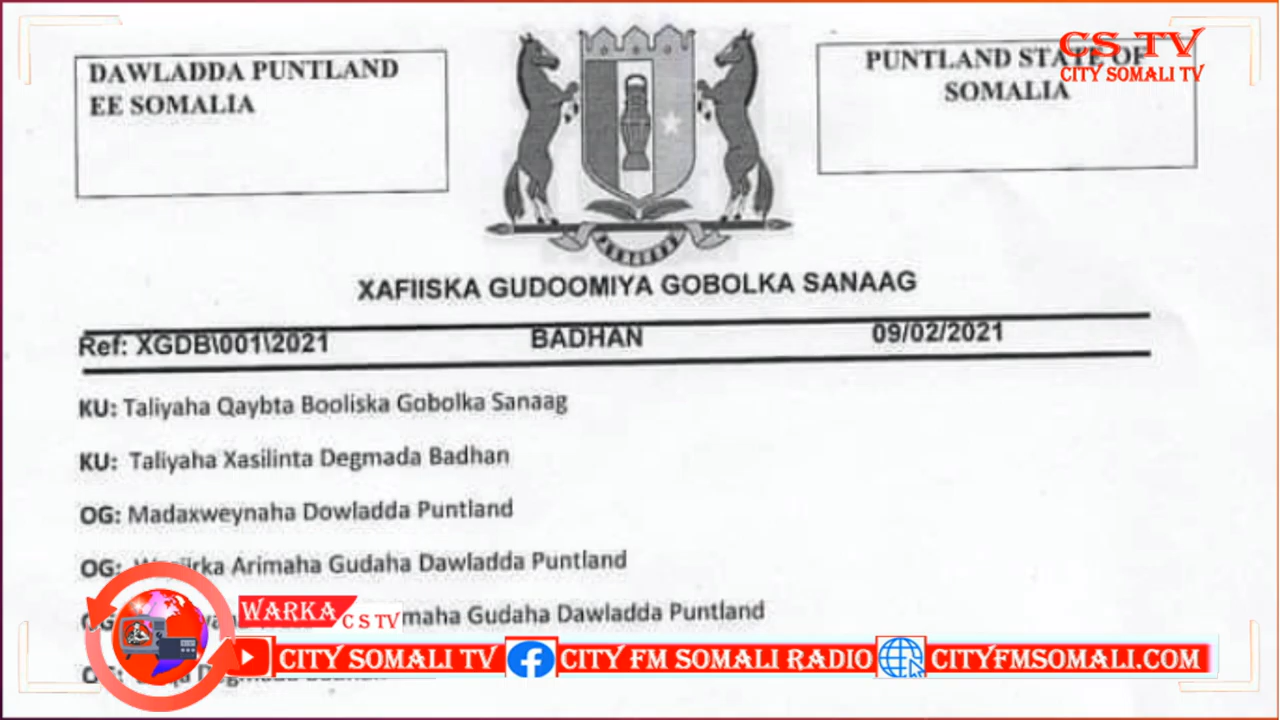 DAWLADDA PUNTLAND
EE SOMALIA
PUNTLAND STATE OF
SOMALIA
CS TV
CITY SOMALI TV
PUNTLAND
XAFIISKA GUDOOMIYA GOBOLKA SANAAG
Ref: XGDB\001\2021 BADHAN 09/02/2021
KU: Taliyaha Qaybta Booliska Gobolka Sanaag
KU: Taliyaha Xasilinta Degmada Badhan
OG: Madaxweynaha Dowladda Puntland
OG: Arimaha Gudaha Dawladda Puntland
Gudaha Dawladda Puntland
WARKA
CS TV
CITY SOMALI TV
CITY FM SOMALI RADIO
CITYFMSOMALI.COM